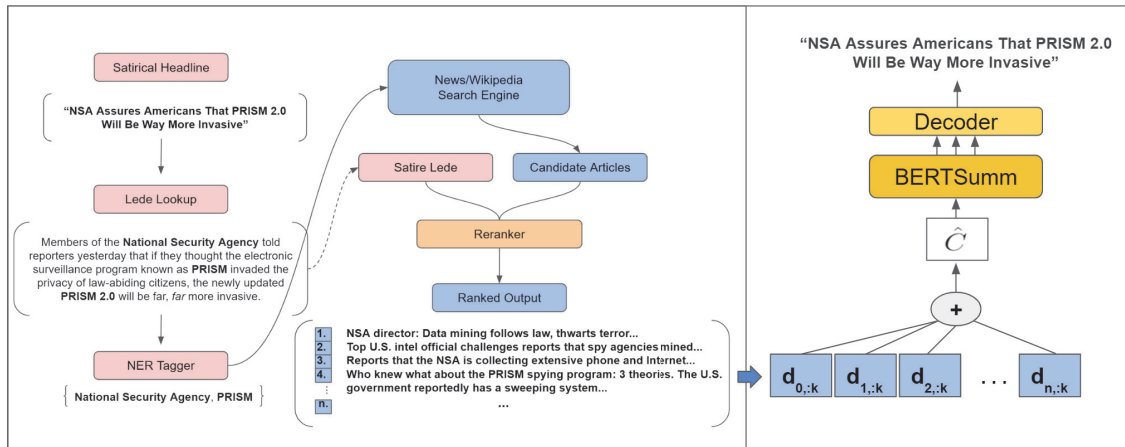 Satirical Headline
“NSA Assures Americans That PRISM 2.0
Will Be Way More Invasive”
Lede Lookup
Members of the National Security Agency told
reporters yesterday that if they thought the electronic
surveillance program known as PRISM invaded the
privacy of law-abiding citizens, the newly updated
PRISM 2.0 will be far, far more invasive.
NER Tagger
{ National Security Agency, PRISM }
News/Wikipedia
Search Engine
Satire Lede
Candidate Articles
Reranker
Ranked Output
1. NSA director: Data mining follows law, thwarts terror...
2. Top U.S. intel official challenges reports that spy agencies mined...
3. Reports that the NSA is collecting extensive phone and Internet...
4. Who knew what about the PRISM spying program: 3 theories. The U.S.
government reportedly has a sweeping system...
⋮
n. ...
“NSA Assures Americans That PRISM 2.0
Will Be Way More Invasive”
Decoder
BERTSumm
Ĉ
+
d0,:k d1,:k d2,:k ... dn,:k